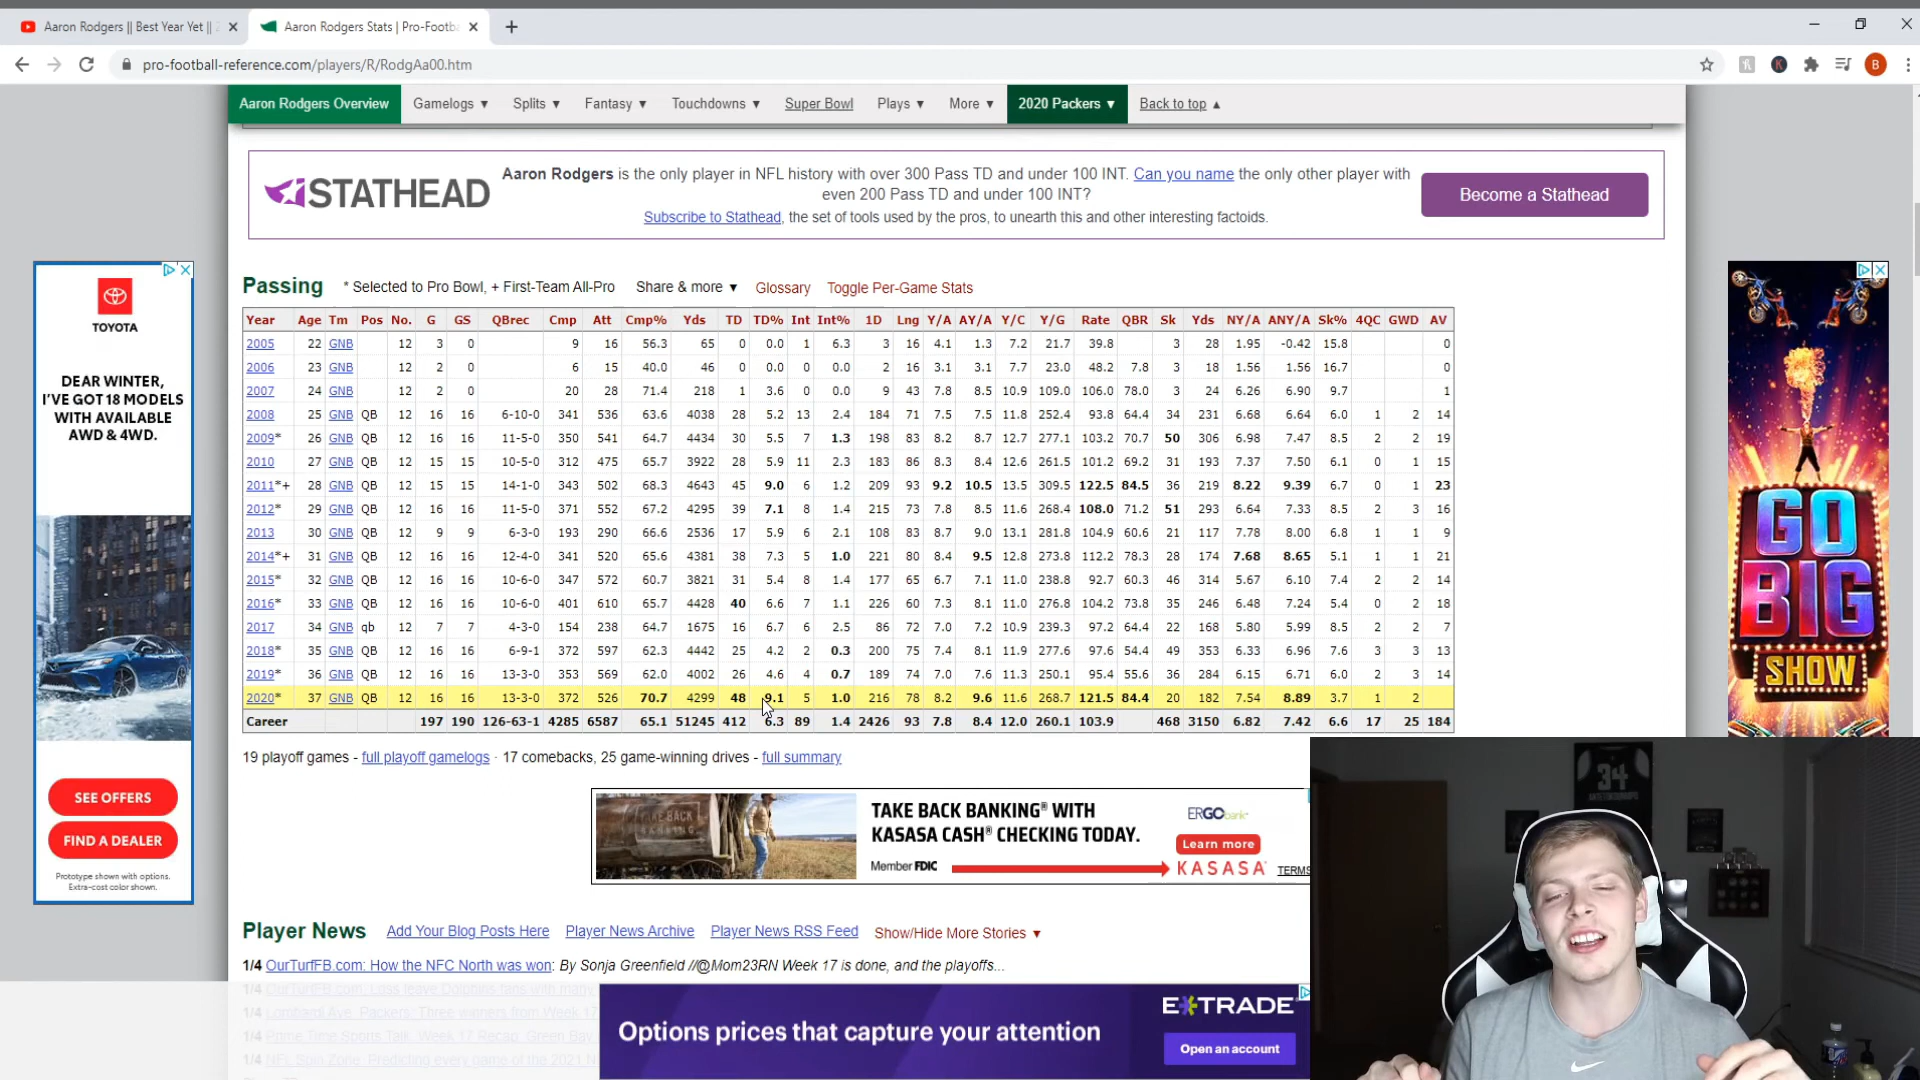 Aaron Rodgers || Best Year Yet || 2
Aaron Rodgers Stats | Pro-Footba
pro-football-reference.com/players/R/RodgAa00.htm
B
Aaron Rodgers Overview Gamelogs ▼ Splits ▼ Fantasy ▼ Touchdowns ▼ Super Bowl Plays ▼ More ▼ 2020 Packers ▼ Back to top ▲
STATHEAD
Aaron Rodgers is the only player in NFL history with over 300 Pass TD and under 100 INT. Can you name the only other player with
even 200 Pass TD and under 100 INT?
Subscribe to Stathead, the set of tools used by the pros, to unearth this and other interesting factoids.
Become a Stathead
Passing * Selected to Pro Bowl, + First-Team All-Pro Share & more ▼ Glossary Toggle Per-Game Stats
Year Age Tm Pos No. G GS QBrec Cmp Att Cmp% Yds TD TD% Int Int% 1D Lng Y/A AY/A Y/C Y/G Rate QBR Sk Yds NY/A ANY/A Sk% 4QC GWD AV
2005 22 GNB 12 3 0 9 16 56.3 65 0 0.0 1 6.3 3 16 4.1 1.3 7.2 21.7 39.8 3 28 1.95 -0.42 15.8 0
2006 23 GNB 12 2 0 6 15 40.0 46 0 0.0 0 0.0 2 16 3.1 3.1 7.7 23.0 48.2 7.8 3 18 1.56 1.56 16.7 0
2007 24 GNB 12 2 0 20 28 71.4 218 1 3.6 0 0.0 9 43 7.8 8.5 10.9 109.0 106.0 78.0 3 24 6.26 6.90 9.7 1
2008 25 GNB QB 12 16 16 6-10-0 341 536 63.6 4038 28 5.2 13 2.4 184 71 7.5 7.5 11.8 252.4 93.8 64.4 34 231 6.68 6.64 6.0 1 2 14
2009* 26 GNB QB 12 16 16 11-5-0 350 541 64.7 4434 30 5.5 7 1.3 198 83 8.2 8.7 12.7 277.1 103.2 70.7 50 306 6.98 7.47 8.5 2 2 19
2010 27 GNB QB 12 15 15 10-5-0 312 475 65.7 3922 28 5.9 11 2.3 183 86 8.3 8.4 12.6 261.5 101.2 69.2 31 193 7.37 7.50 6.1 0 1 15
2011*+ 28 GNB QB 12 15 15 14-1-0 343 502 68.3 4643 45 9.0 6 1.2 209 93 9.2 10.5 13.5 309.5 122.5 84.5 36 219 8.22 9.39 6.7 0 1 23
2012* 29 GNB QB 12 16 16 11-5-0 371 552 67.2 4295 39 7.1 8 1.4 215 73 7.8 8.5 11.6 268.4 108.0 71.2 51 293 6.64 7.33 8.5 2 3 16
2013 30 GNB QB 12 9 9 6-3-0 193 290 66.6 2536 17 5.9 6 2.1 108 83 8.7 9.0 13.1 281.8 104.9 60.6 21 117 7.78 8.00 6.8 1 1 9
2014*+ 31 GNB QB 12 16 16 12-4-0 341 520 65.6 4381 38 7.3 5 1.0 221 80 8.4 9.5 12.8 273.8 112.2 78.3 28 174 7.68 8.65 5.1 1 1 21
2015* 32 GNB QB 12 16 16 10-6-0 347 572 60.7 3821 31 5.4 8 1.4 177 65 6.7 7.1 11.0 238.8 92.7 60.3 46 314 5.67 6.10 7.4 2 2 14
2016* 33 GNB QB 12 16 16 10-6-0 401 610 65.7 4428 40 6.6 7 1.1 226 60 7.3 8.1 11.0 276.8 104.2 73.8 35 246 6.48 7.24 5.4 0 2 18
2017 34 GNB qb 12 7 7 4-3-0 154 238 64.7 1675 16 6.7 6 2.5 86 72 7.0 7.2 10.9 239.3 97.2 64.4 22 168 5.80 5.99 8.5 2 2 7
2018* 35 GNB QB 12 16 16 6-9-1 372 597 62.3 4442 25 4.2 2 0.3 200 75 7.4 8.1 11.9 277.6 97.6 54.4 49 353 6.33 6.96 7.6 3 3 13
2019* 36 GNB QB 12 16 16 13-3-0 353 569 62.0 4002 26 4.6 4 0.7 189 74 7.0 7.6 11.3 250.1 95.4 55.6 36 284 6.15 6.71 6.0 2 3 14
2020* 37 GNB QB 12 16 16 13-3-0 372 526 70.7 4299 48 9.1 5 1.0 216 78 8.2 9.6 11.6 268.7 121.5 84.4 20 182 7.54 8.89 3.7 1 2
Career 197 190 126-63-1 4285 6587 65.1 51245 412 6.3 89 1.4 2426 93 7.8 8.4 12.0 260.1 103.9 468 3150 6.82 7.42 6.6 17 25 184
19 playoff games - full playoff gamelogs · 17 comebacks, 25 game-winning drives - full summary
TOYOTA
DEAR WINTER,
I'VE GOT 18 MODELS
WITH AVAILABLE
AWD & 4WD.
SEE OFFERS
FIND A DEALER
Prototype shown with options.
Extra-cost color shown.
GO
BIG
SHOW
TAKE BACK BANKING® WITH
KASASA CASH® CHECKING TODAY.
Member FDIC
ERGObank
Learn more
KASASA®
TERMS
34
Player News Add Your Blog Posts Here Player News Archive Player News RSS Feed Show/Hide More Stories ▼
1/4 OurTurfFB.com: How the NFC North was won: By Sonja Greenfield //@Mom23RN Week 17 is done, and the playoffs...
1/4 OurTurfFB.com: Loss leave Dolphins fans with many
1/4 Lombardi Ave: Packers: Three winners from Week 17
1/4 Prime Time Sports Talk: Week 17 Recap: Green Bay
1/4 NFL Spin Zone: Predicting every game of the 2021 N
Options prices that capture your attention
E*TRADE
Open an account